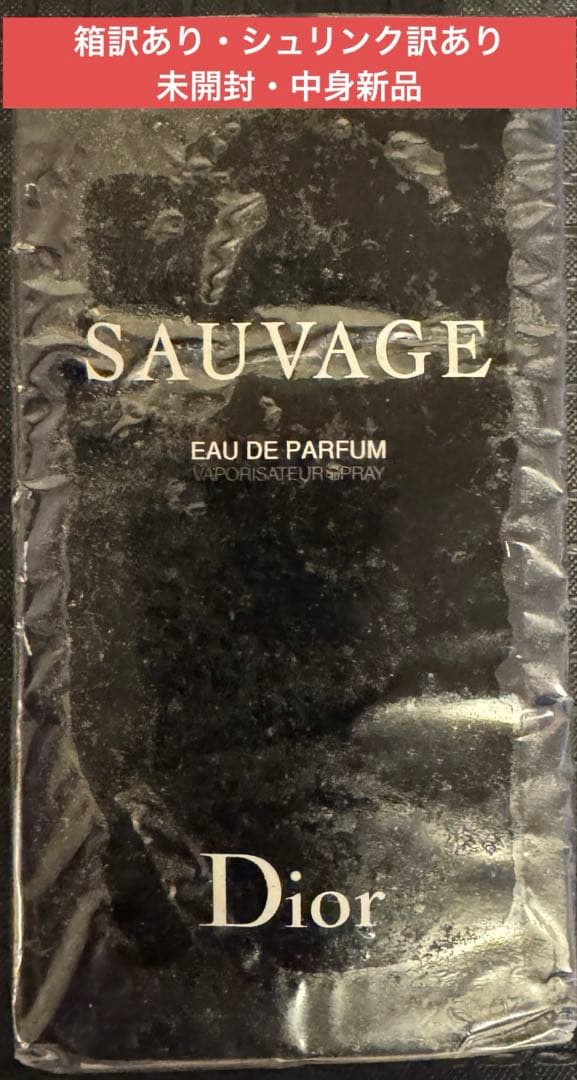 箱訳あり・シュリンク訳あり
未開封・中身新品
SAUVAGE
EAU DE PARFUM
VAPORISATEUR SPRAY
Dior